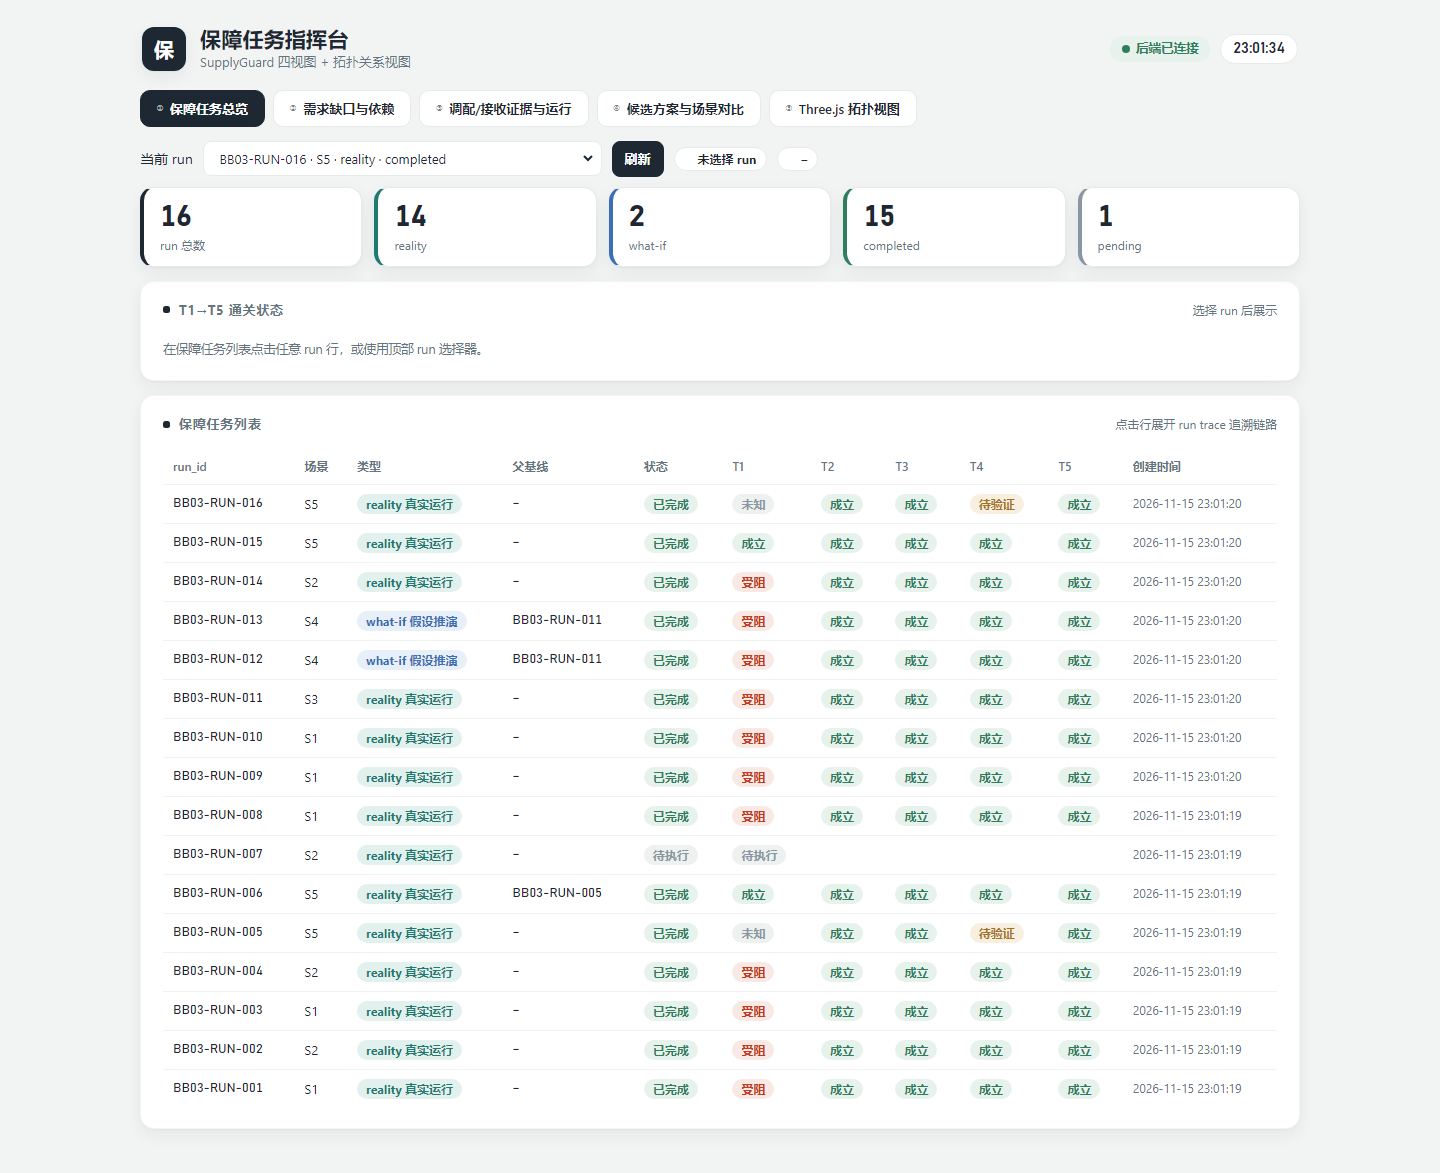 保
保障任务指挥台
SupplyGuard 四视图 + 拓扑关系视图
后端已连接
23:01:34
保障任务总览
需求缺口与依赖
调配/接收证据与运行
候选方案与场景对比
Three.js 拓扑视图
当前 run
BB03-RUN-016 · S5 · reality · completed
刷新
未选择 run
–
16
run 总数
14
reality
2
what-if
15
completed
1
pending
T1→T5 通关状态
选择 run 后展示
在保障任务列表点击任意 run 行，或使用顶部 run 选择器。
保障任务列表
点击行展开 run trace 追溯链路
run_id 场景 类型 父基线 状态 T1 T2 T3 T4 T5 创建时间
BB03-RUN-016 S5 reality 真实运行 – 已完成 未知 成立 成立 待验证 成立 2026-11-15 23:01:20
BB03-RUN-015 S5 reality 真实运行 – 已完成 成立 成立 成立 成立 成立 2026-11-15 23:01:20
BB03-RUN-014 S2 reality 真实运行 – 已完成 受阻 成立 成立 成立 成立 2026-11-15 23:01:20
BB03-RUN-013 S4 what-if 假设推演 BB03-RUN-011 已完成 受阻 成立 成立 成立 成立 2026-11-15 23:01:20
BB03-RUN-012 S4 what-if 假设推演 BB03-RUN-011 已完成 受阻 成立 成立 成立 成立 2026-11-15 23:01:20
BB03-RUN-011 S3 reality 真实运行 – 已完成 受阻 成立 成立 成立 成立 2026-11-15 23:01:20
BB03-RUN-010 S1 reality 真实运行 – 已完成 受阻 成立 成立 成立 成立 2026-11-15 23:01:20
BB03-RUN-009 S1 reality 真实运行 – 已完成 受阻 成立 成立 成立 成立 2026-11-15 23:01:20
BB03-RUN-008 S1 reality 真实运行 – 已完成 受阻 成立 成立 成立 成立 2026-11-15 23:01:19
BB03-RUN-007 S2 reality 真实运行 – 待执行 待执行 2026-11-15 23:01:19
BB03-RUN-006 S5 reality 真实运行 BB03-RUN-005 已完成 成立 成立 成立 成立 成立 2026-11-15 23:01:19
BB03-RUN-005 S5 reality 真实运行 – 已完成 未知 成立 成立 待验证 成立 2026-11-15 23:01:19
BB03-RUN-004 S2 reality 真实运行 – 已完成 受阻 成立 成立 成立 成立 2026-11-15 23:01:19
BB03-RUN-003 S1 reality 真实运行 – 已完成 受阻 成立 成立 成立 成立 2026-11-15 23:01:19
BB03-RUN-002 S2 reality 真实运行 – 已完成 受阻 成立 成立 成立 成立 2026-11-15 23:01:19
BB03-RUN-001 S1 reality 真实运行 – 已完成 受阻 成立 成立 成立 成立 2026-11-15 23:01:19